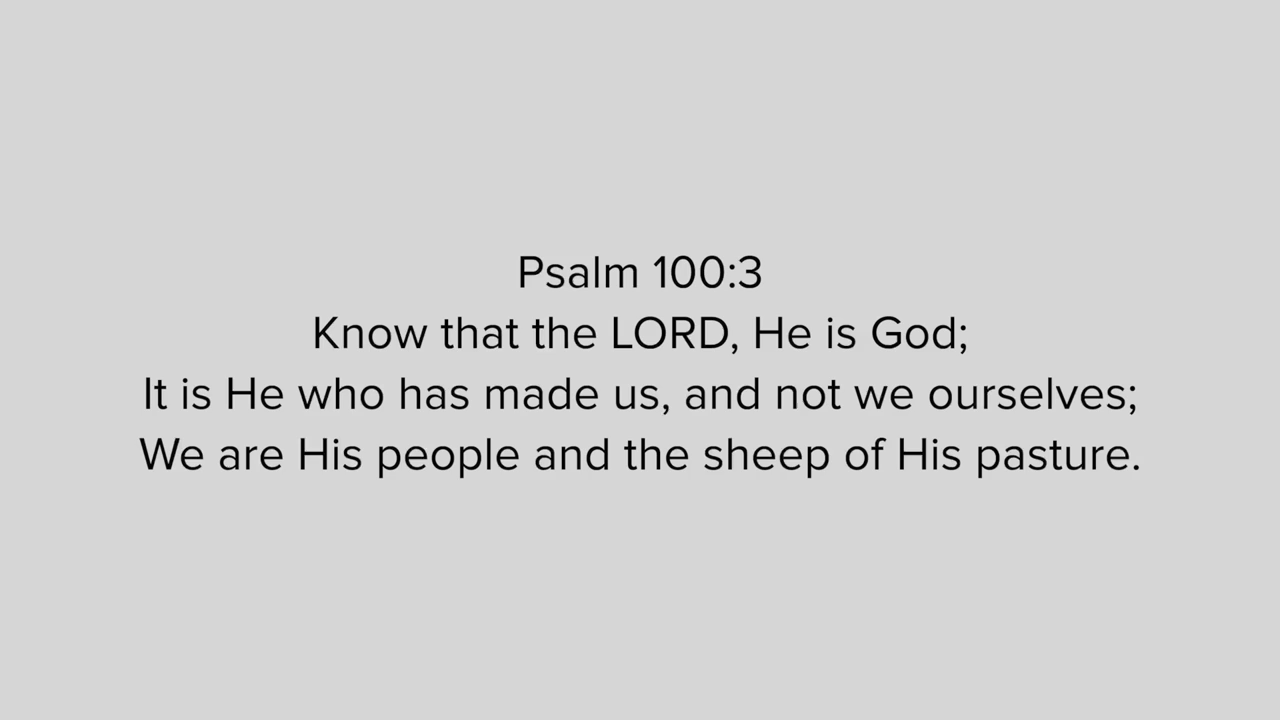 Psalm 100:3
Know that the LORD, He is God;
It is He who has made us, and not we ourselves;
We are His people and the sheep of His pasture.